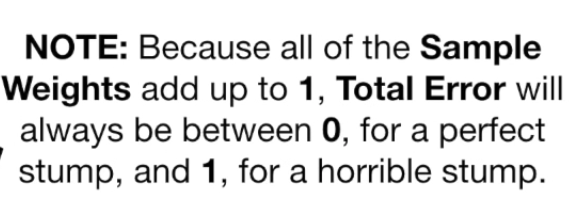 NOTE: Because all of the Sample
Weights add up to 1, Total Error will
always be between 0, for a perfect
stump, and 1, for a horrible stump.